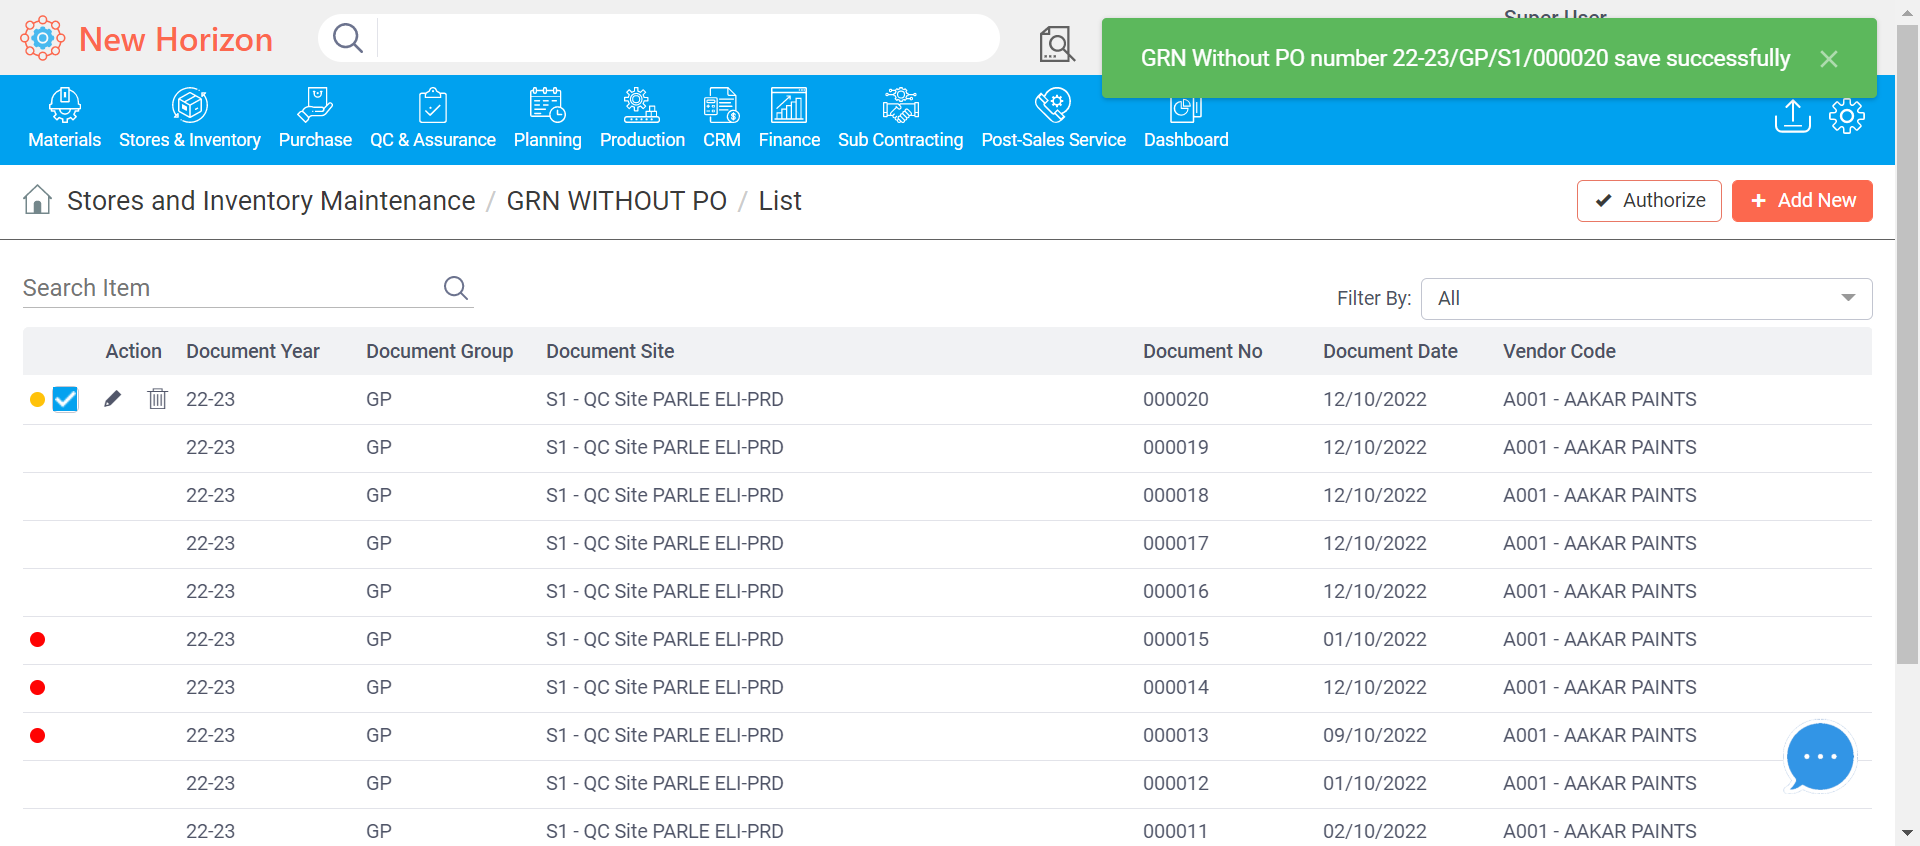 New Horizon
Super User
GRN Without PO number 22-23/GP/S1/000020 save successfully
Materials Stores & Inventory Purchase QC & Assurance Planning Production CRM Finance Sub Contracting Post-Sales Service Dashboard
Stores and Inventory Maintenance / GRN WITHOUT PO / List
Authorize
+ Add New
Search Item
Filter By: All
Action Document Year Document Group Document Site Document No Document Date Vendor Code
22-23 GP S1 - QC Site PARLE ELI-PRD 000020 12/10/2022 A001 - AAKAR PAINTS
22-23 GP S1 - QC Site PARLE ELI-PRD 000019 12/10/2022 A001 - AAKAR PAINTS
22-23 GP S1 - QC Site PARLE ELI-PRD 000018 12/10/2022 A001 - AAKAR PAINTS
22-23 GP S1 - QC Site PARLE ELI-PRD 000017 12/10/2022 A001 - AAKAR PAINTS
22-23 GP S1 - QC Site PARLE ELI-PRD 000016 12/10/2022 A001 - AAKAR PAINTS
22-23 GP S1 - QC Site PARLE ELI-PRD 000015 01/10/2022 A001 - AAKAR PAINTS
22-23 GP S1 - QC Site PARLE ELI-PRD 000014 12/10/2022 A001 - AAKAR PAINTS
22-23 GP S1 - QC Site PARLE ELI-PRD 000013 09/10/2022 A001 - AAKAR PAINTS
22-23 GP S1 - QC Site PARLE ELI-PRD 000012 01/10/2022 A001 - AAKAR PAINTS
22-23 GP S1 - QC Site PARLE ELI-PRD 000011 02/10/2022 A001 - AAKAR PAINTS